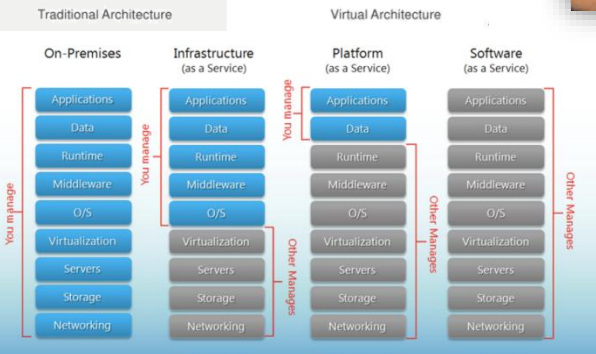 Traditional Architecture
Virtual Architecture
On-Premises
Applications
Data
Runtime
Middleware
O/S
Virtualization
Servers
Storage
Networking
You manage
Infrastructure
(as a Service)
Applications
Data
Runtime
Middleware
O/S
Virtualization
Servers
Storage
Networking
You manage
Other Manages
Platform
(as a Service)
Applications
Data
Runtime
Middleware
O/S
Virtualization
Servers
Storage
Networking
You manage
Other Manages
Software
(as a Service)
Applications
Data
Runtime
Middleware
O/S
Virtualization
Servers
Storage
Networking
Other Manages